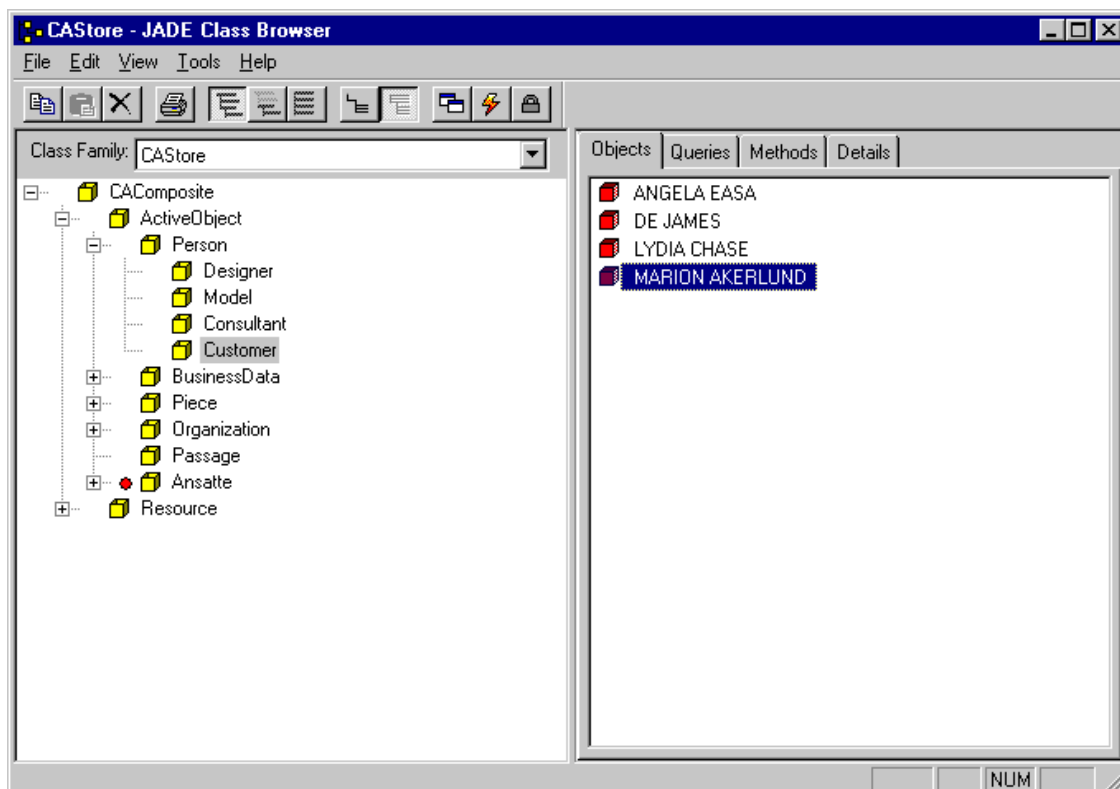 CAStore - JADE Class Browser
File Edit View Tools Help
Class Family: CAStore
CAComposite
ActiveObject
Person
Designer
Model
Consultant
Customer
BusinessData
Piece
Organization
Passage
Ansatte
Resource
Objects Queries Methods Details
ANGELA EASA
DE JAMES
LYDIA CHASE
MARION AKERLUND
NUM